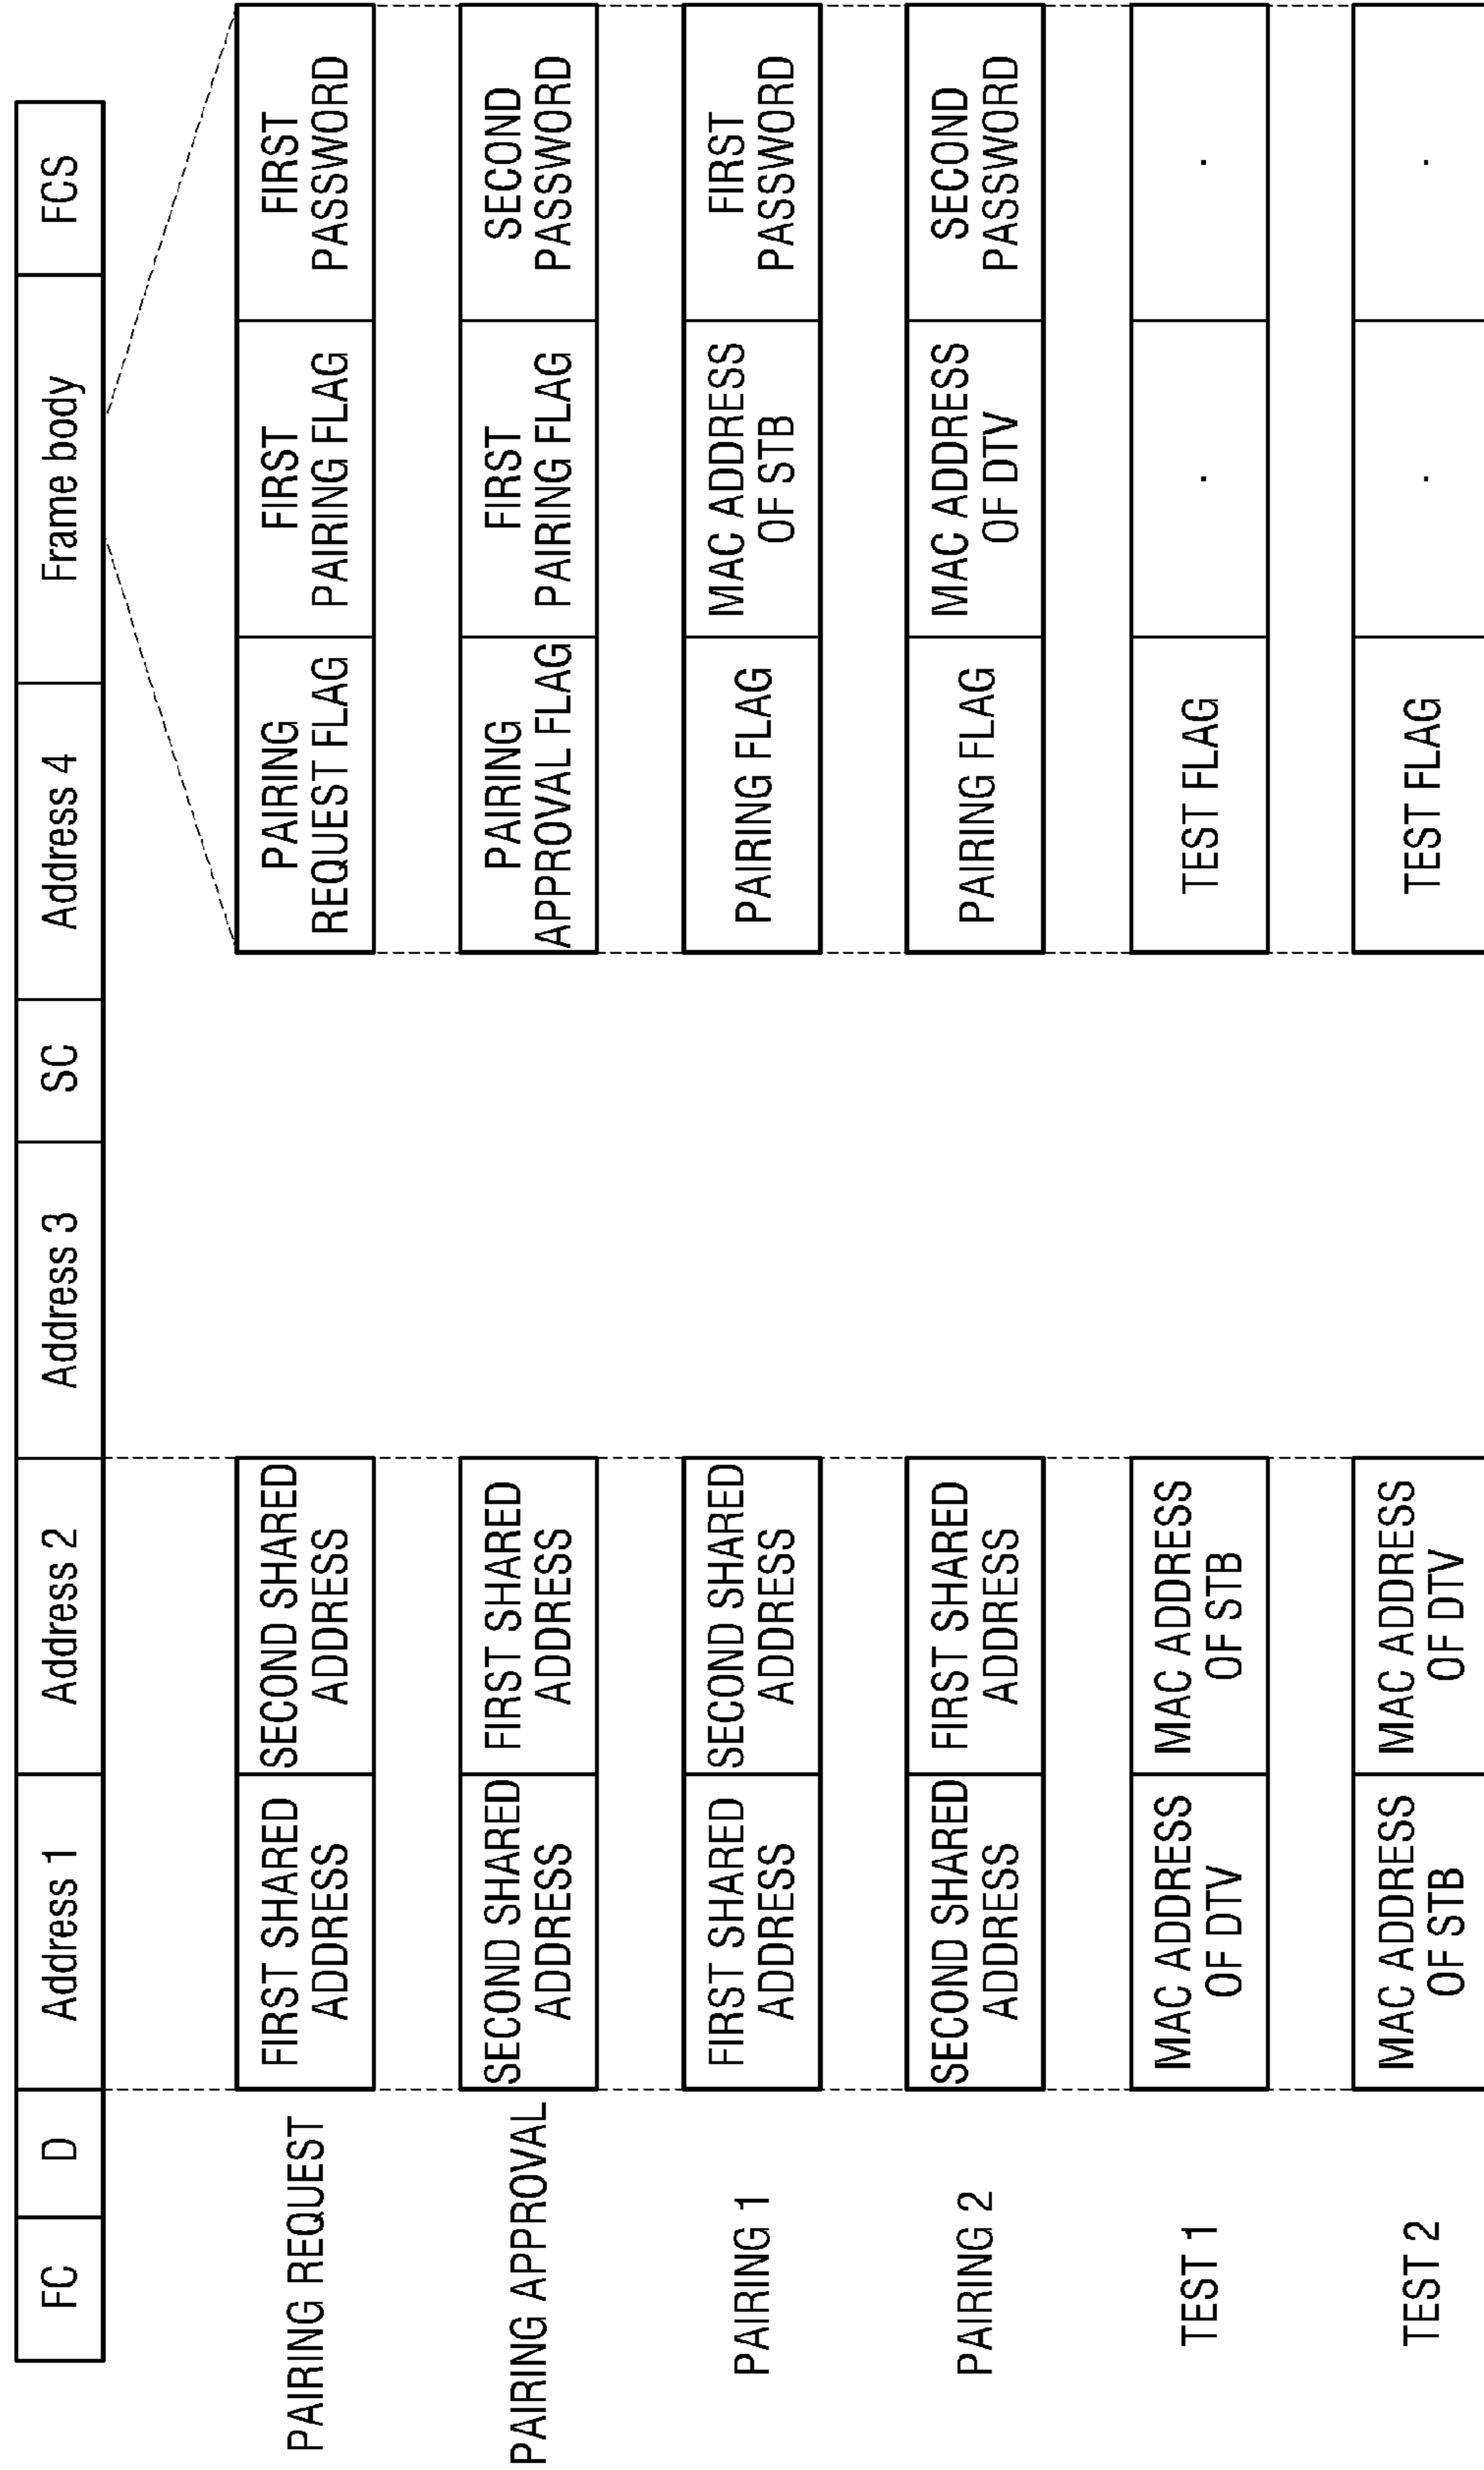 FC
D
Address 1
Address 2
Address 3
SC
Address 4
Frame body
FCS
PAIRING REQUEST
FIRST SHARED
ADDRESS
SECOND SHARED
ADDRESS
PAIRING
REQUEST FLAG
FIRST
PAIRING FLAG
FIRST
PASSWORD
PAIRING APPROVAL
SECOND SHARED
ADDRESS
FIRST SHARED
ADDRESS
PAIRING
APPROVAL FLAG
FIRST
PAIRING FLAG
SECOND
PASSWORD
PAIRING 1
FIRST SHARED
ADDRESS
SECOND SHARED
ADDRESS
PAIRING FLAG
MAC ADDRESS
OF STB
FIRST
PASSWORD
PAIRING 2
SECOND SHARED
ADDRESS
FIRST SHARED
ADDRESS
PAIRING FLAG
MAC ADDRESS
OF DTV
SECOND
PASSWORD
TEST 1
MAC ADDRESS
OF DTV
MAC ADDRESS
OF STB
TEST FLAG
.
.
TEST 2
MAC ADDRESS
OF STB
MAC ADDRESS
OF DTV
TEST FLAG
.
.